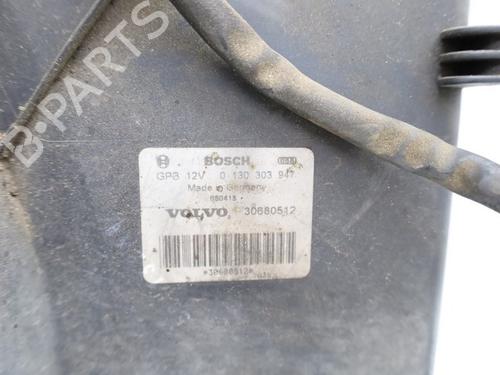 B-PARTS
BOSCH
GPB 12V 0 130 303 947
Made in Germany
VOLVO 30680512
*30680512*